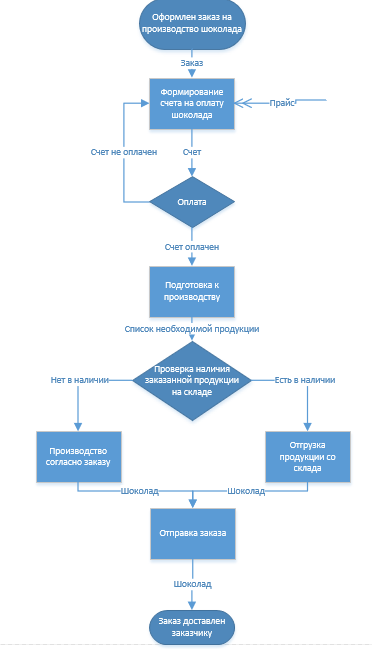 Оформлен заказ на
производство шоколада
Заказ
Формирование
счета на оплату
шоколада
Прайс
Счет не оплачен
Счет
Оплата
Счет оплачен
Подготовка к
производству
Список необходимой продукции
Проверка наличия
заказанной продукции
на складе
Нет в наличии
Есть в наличии
Производство
согласно заказу
Отгрузка
продукции со
склада
Шоколад
Шоколад
Отправка заказа
Шоколад
Заказ доставлен
заказчику